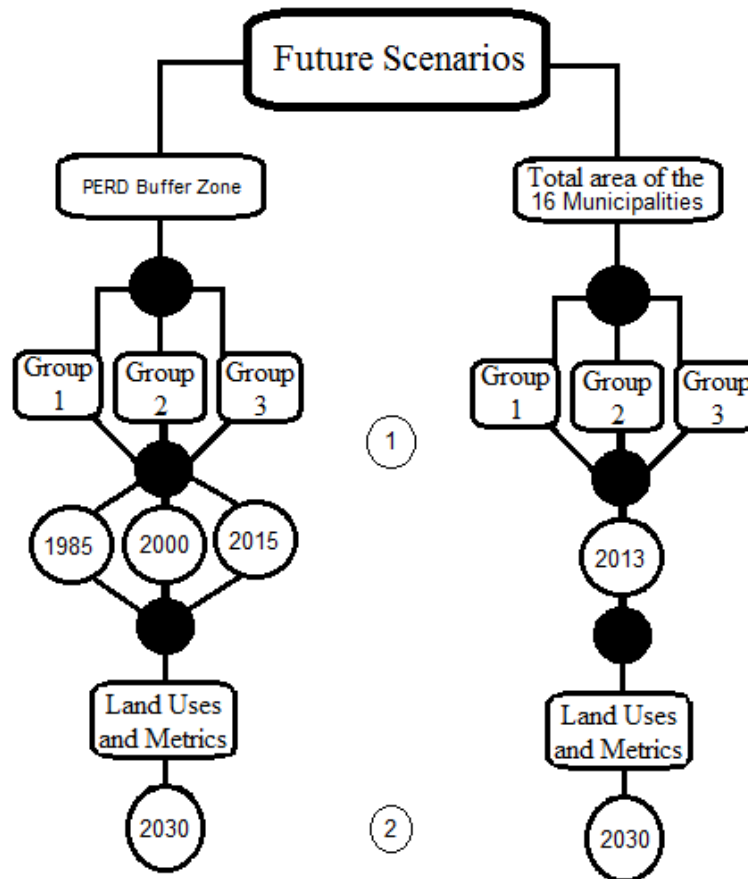 Future Scenarios
PERD Buffer Zone
Total area of the
16 Municipalities
Group
1
Group
2
Group
3
Group
1
Group
2
Group
3
1
1985
2000
2015
2013
Land Uses
and Metrics
Land Uses
and Metrics
2030
2
2030